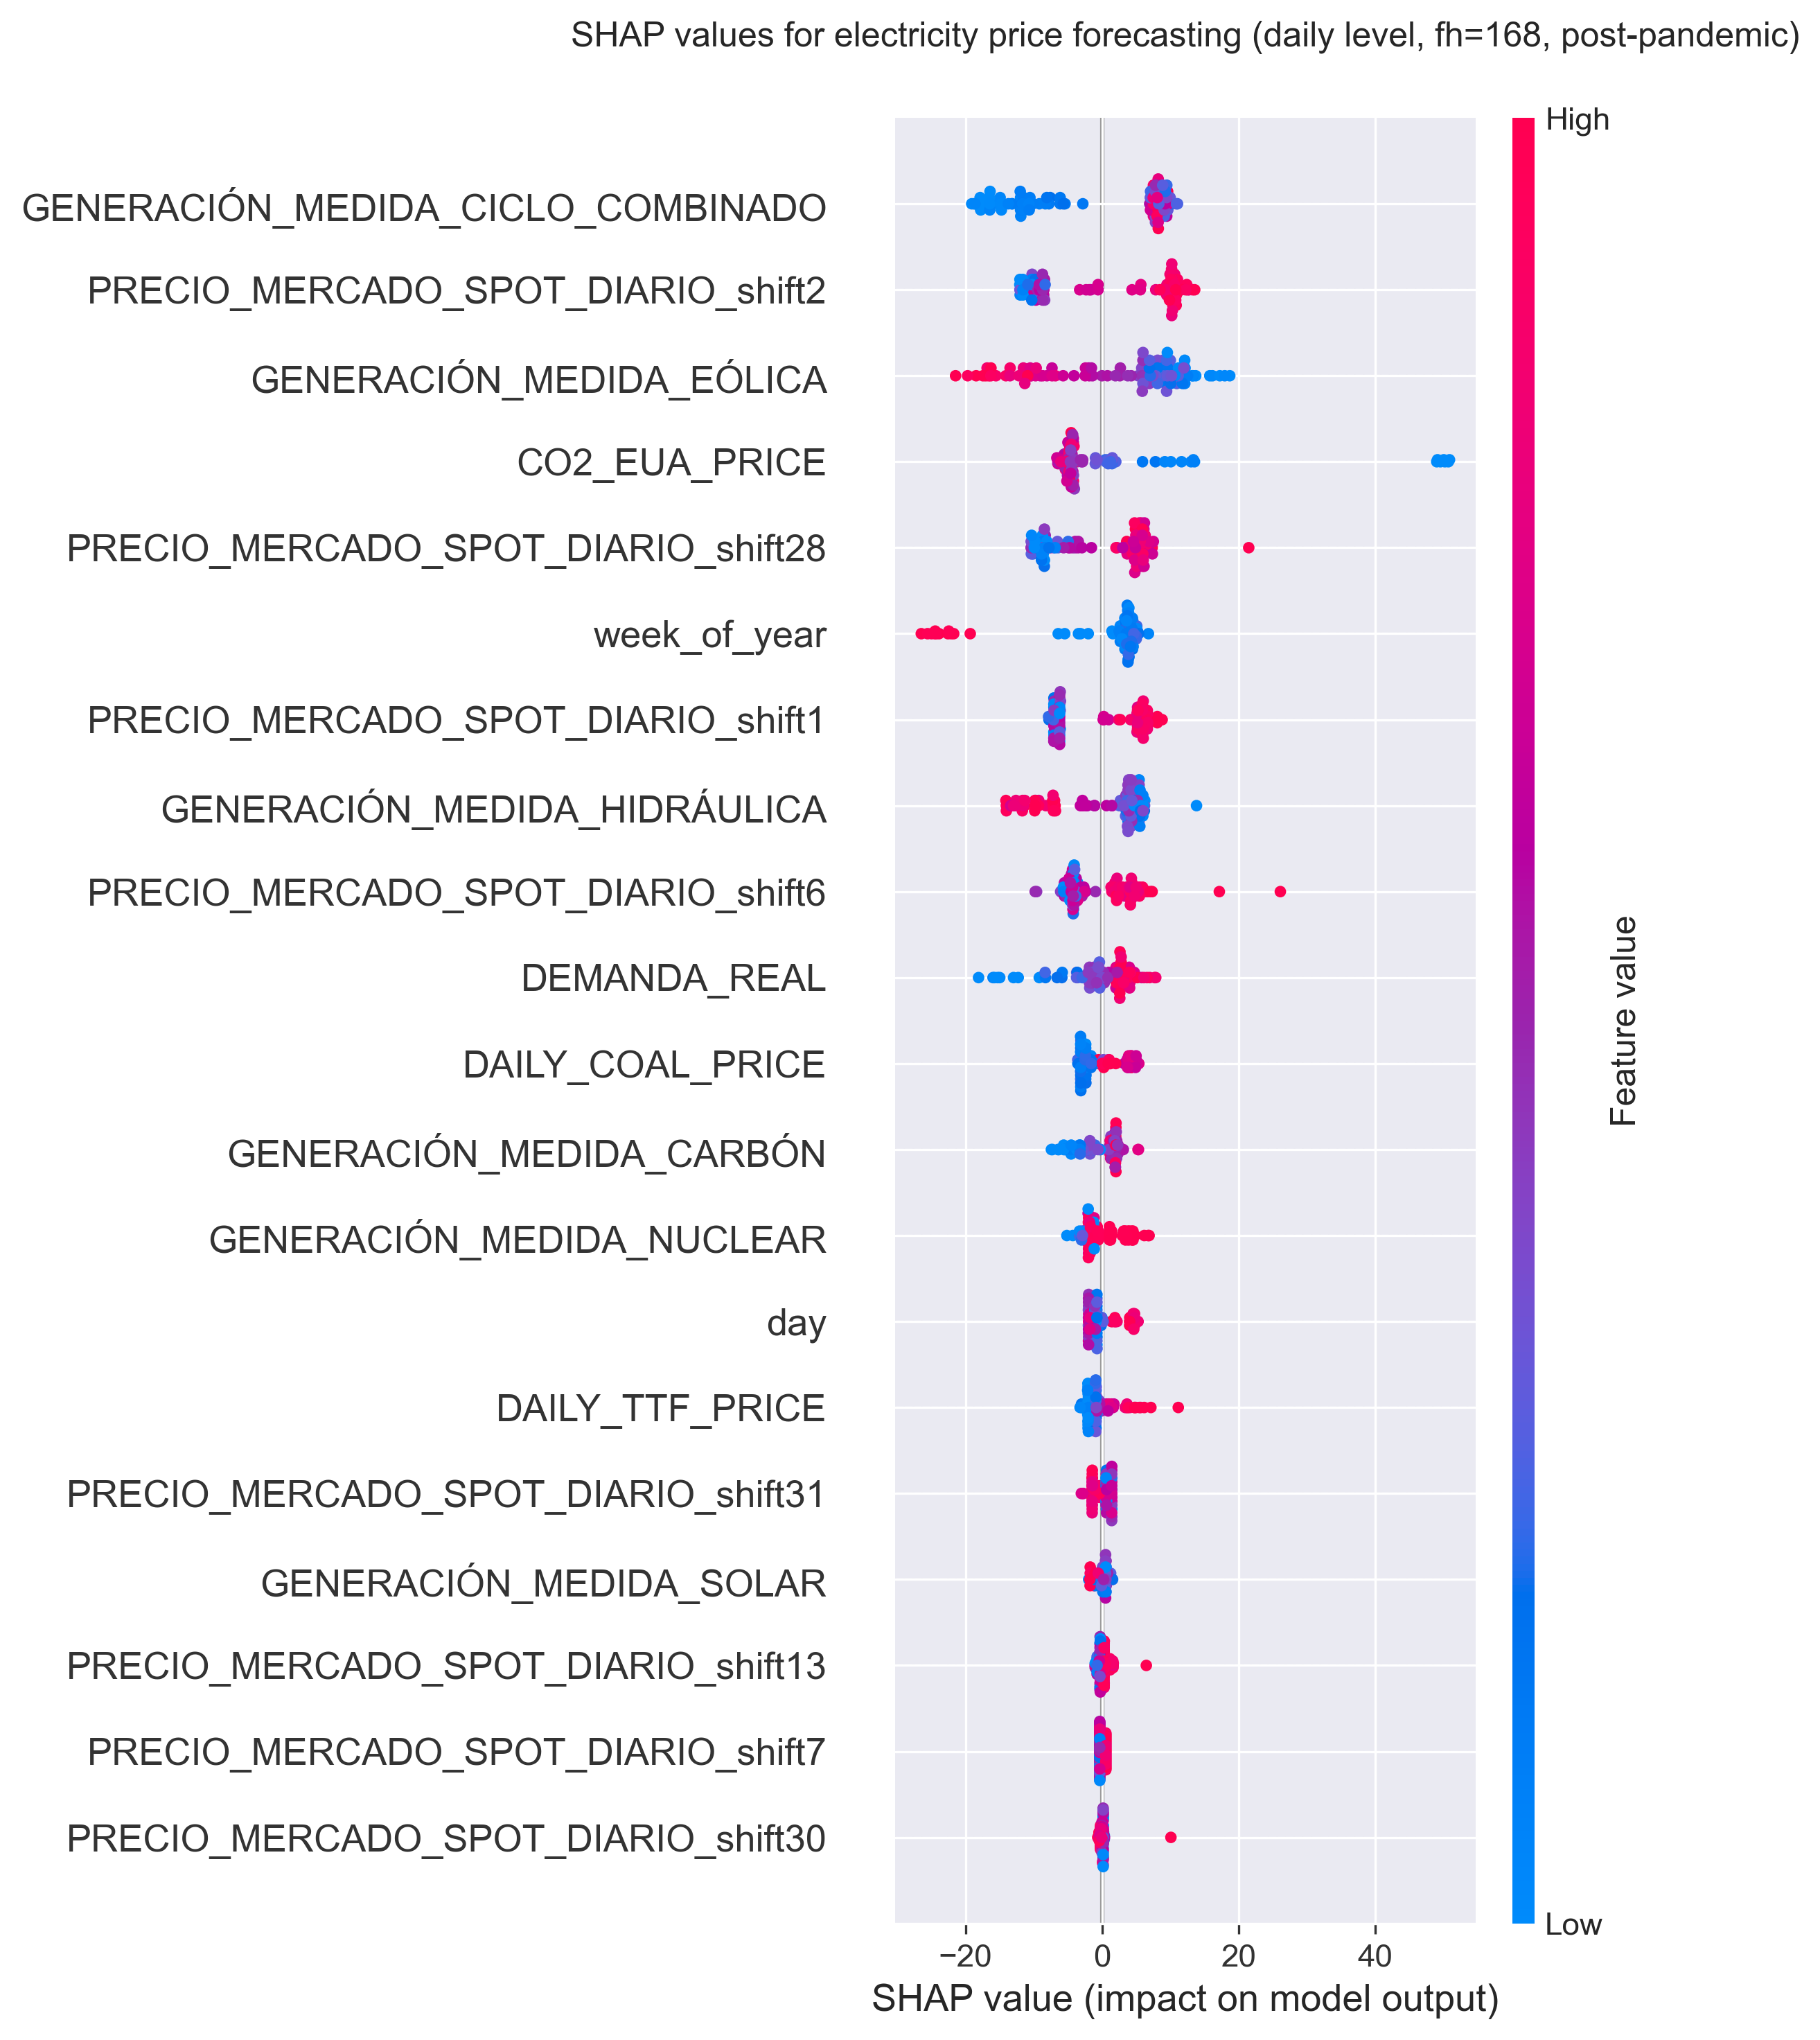 SHAP values for electricity price forecasting (daily level, fh=168, post-pandemic)
High
GENERACIÓN_MEDIDA_CICLO_COMBINADO
PRECIO_MERCADO_SPOT_DIARIO_shift2
GENERACIÓN_MEDIDA_EÓLICA
CO2_EUA_PRICE
PRECIO_MERCADO_SPOT_DIARIO_shift28
week_of_year
PRECIO_MERCADO_SPOT_DIARIO_shift1
GENERACIÓN_MEDIDA_HIDRÁULICA
PRECIO_MERCADO_SPOT_DIARIO_shift6
DEMANDA_REAL
DAILY_COAL_PRICE
GENERACIÓN_MEDIDA_CARBÓN
GENERACIÓN_MEDIDA_NUCLEAR
day
DAILY_TTF_PRICE
PRECIO_MERCADO_SPOT_DIARIO_shift31
GENERACIÓN_MEDIDA_SOLAR
PRECIO_MERCADO_SPOT_DIARIO_shift13
PRECIO_MERCADO_SPOT_DIARIO_shift7
PRECIO_MERCADO_SPOT_DIARIO_shift30
Feature value
Low
−20 0 20 40
SHAP value (impact on model output)